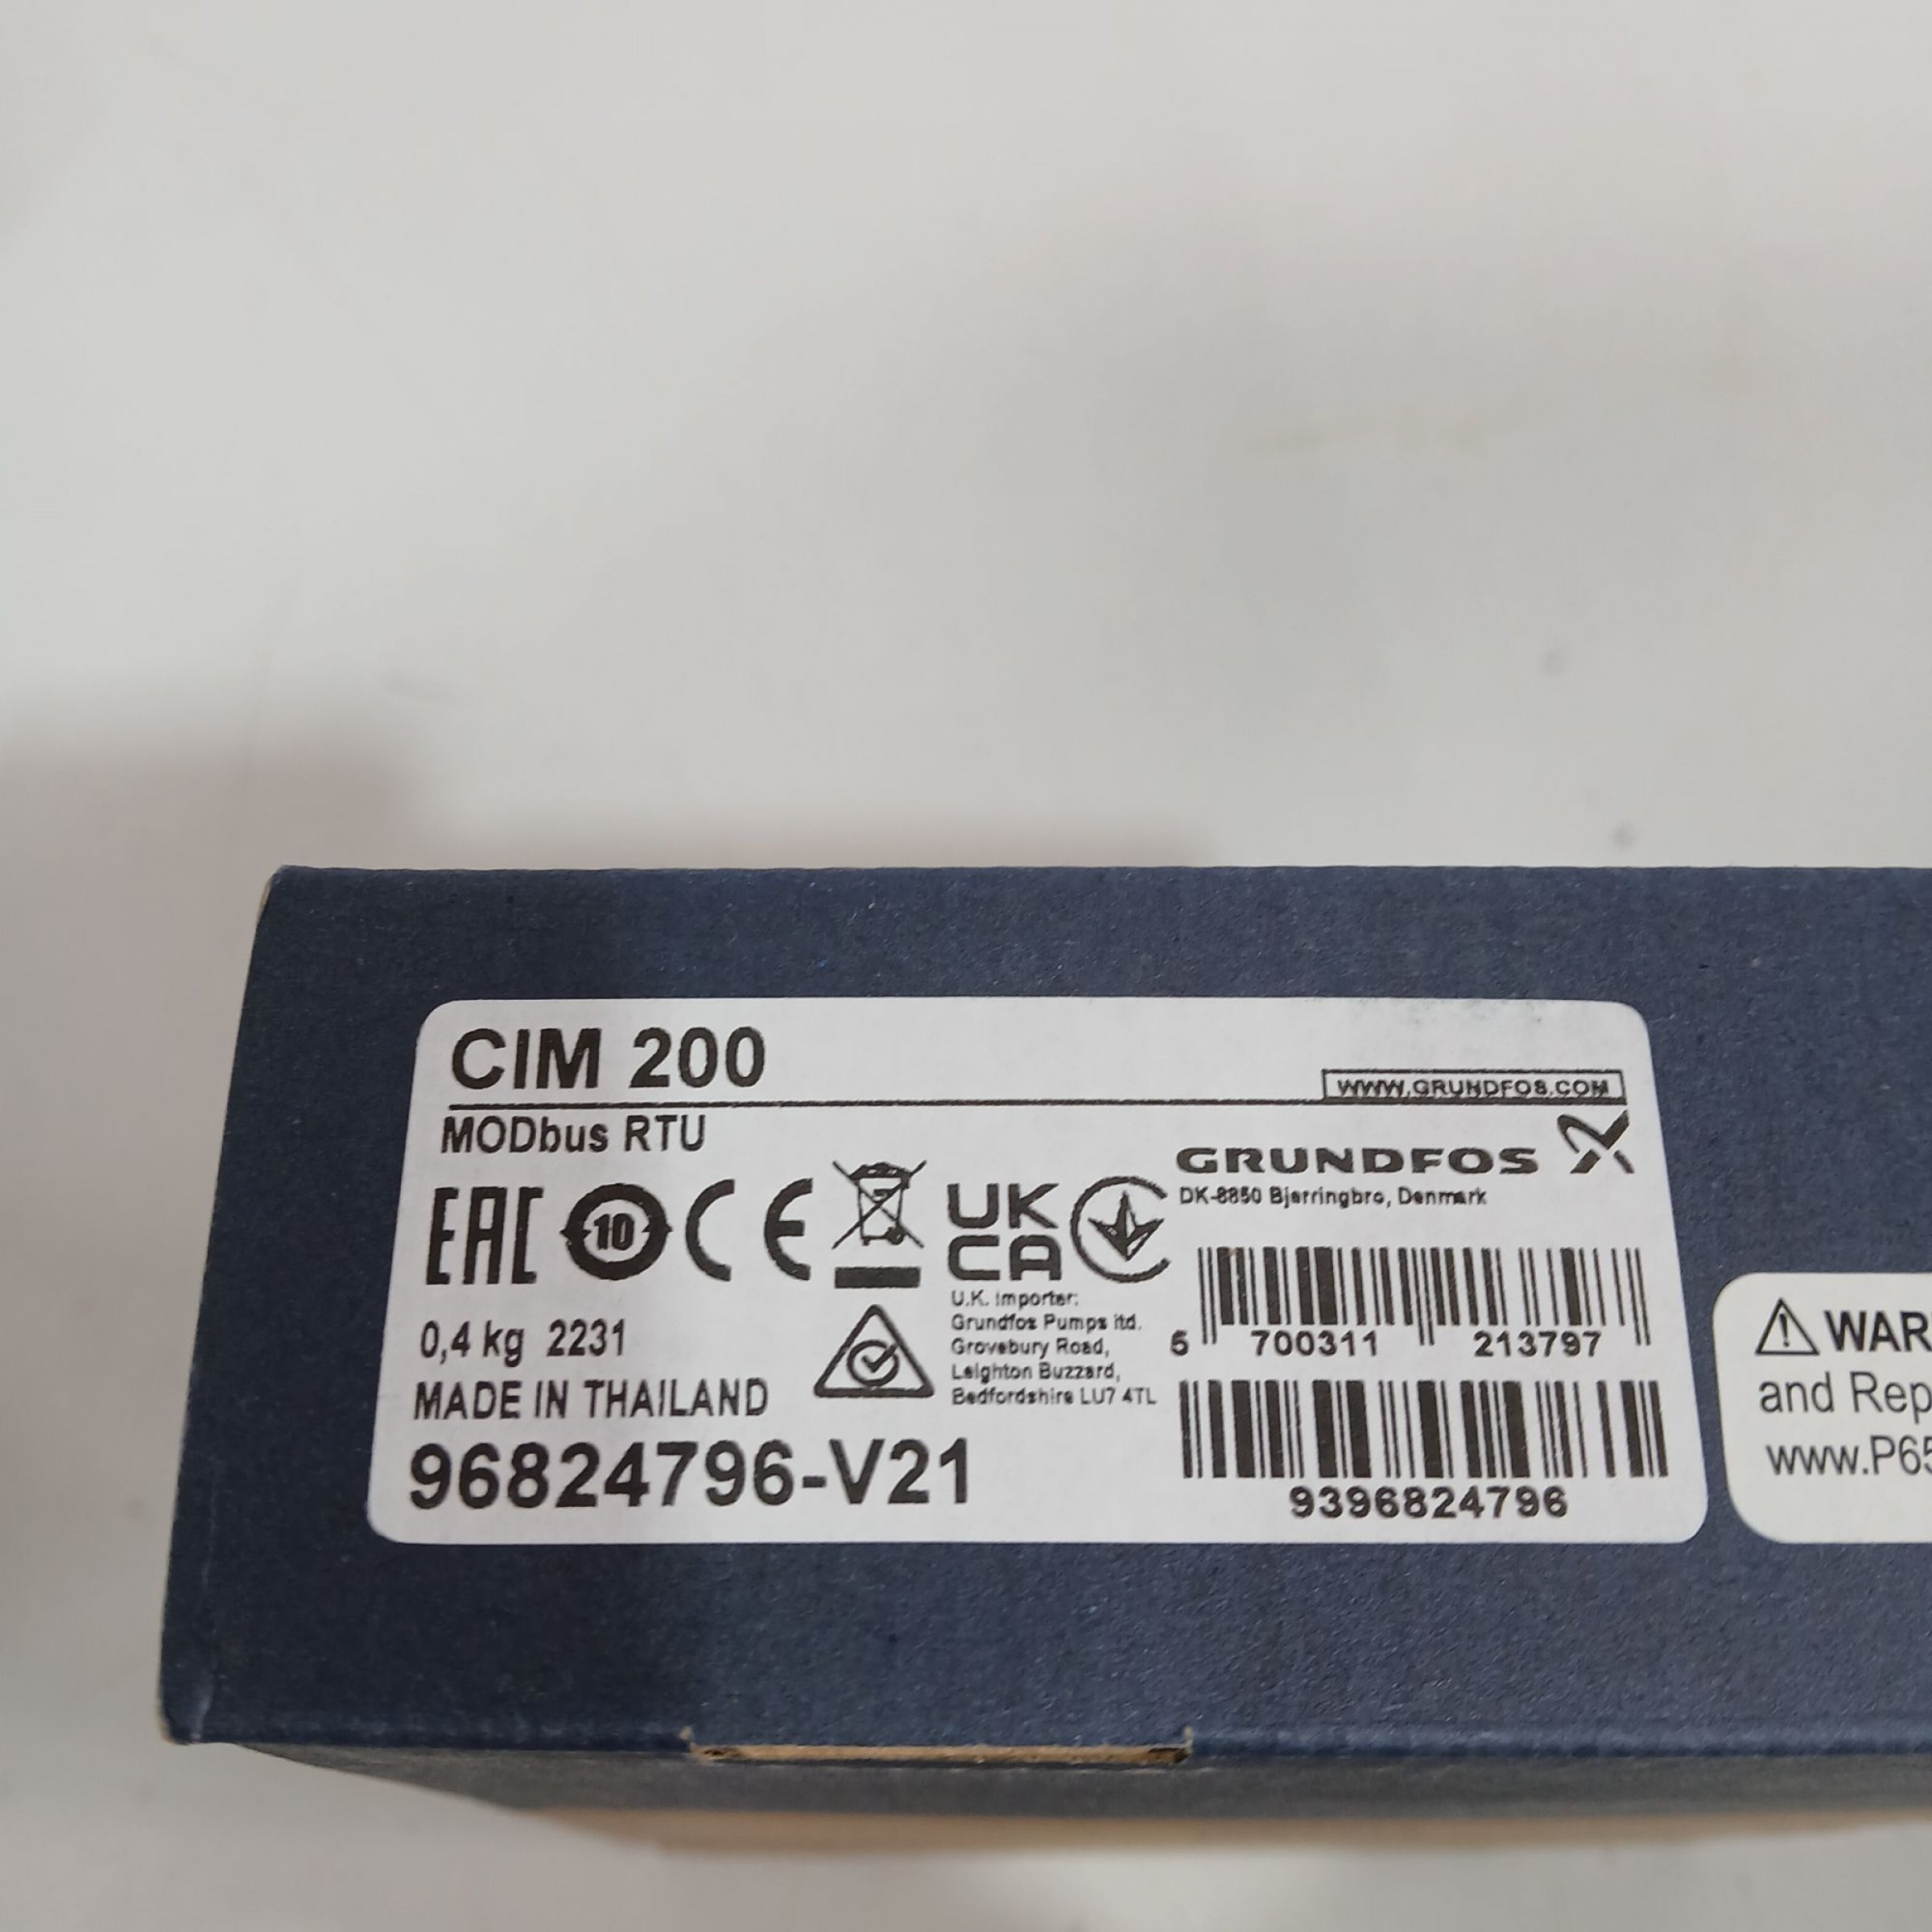 CIM 200
WWW.GRUNDFOS.COM
MODbus RTU
GRUNDFOS
DK-8850 Bjerringbro, Denmark
EAC 10 CE UK
CA
0,4 kg 2231
MADE IN THAILAND
96824796-V21
U.K. Importer:
Grundfos Pumps ltd.
Grovebury Road,
Leighton Buzzard,
Bedfordshire LU7 4TL
5 700311 213797
9396824796
WAR
and Rep
www.P65